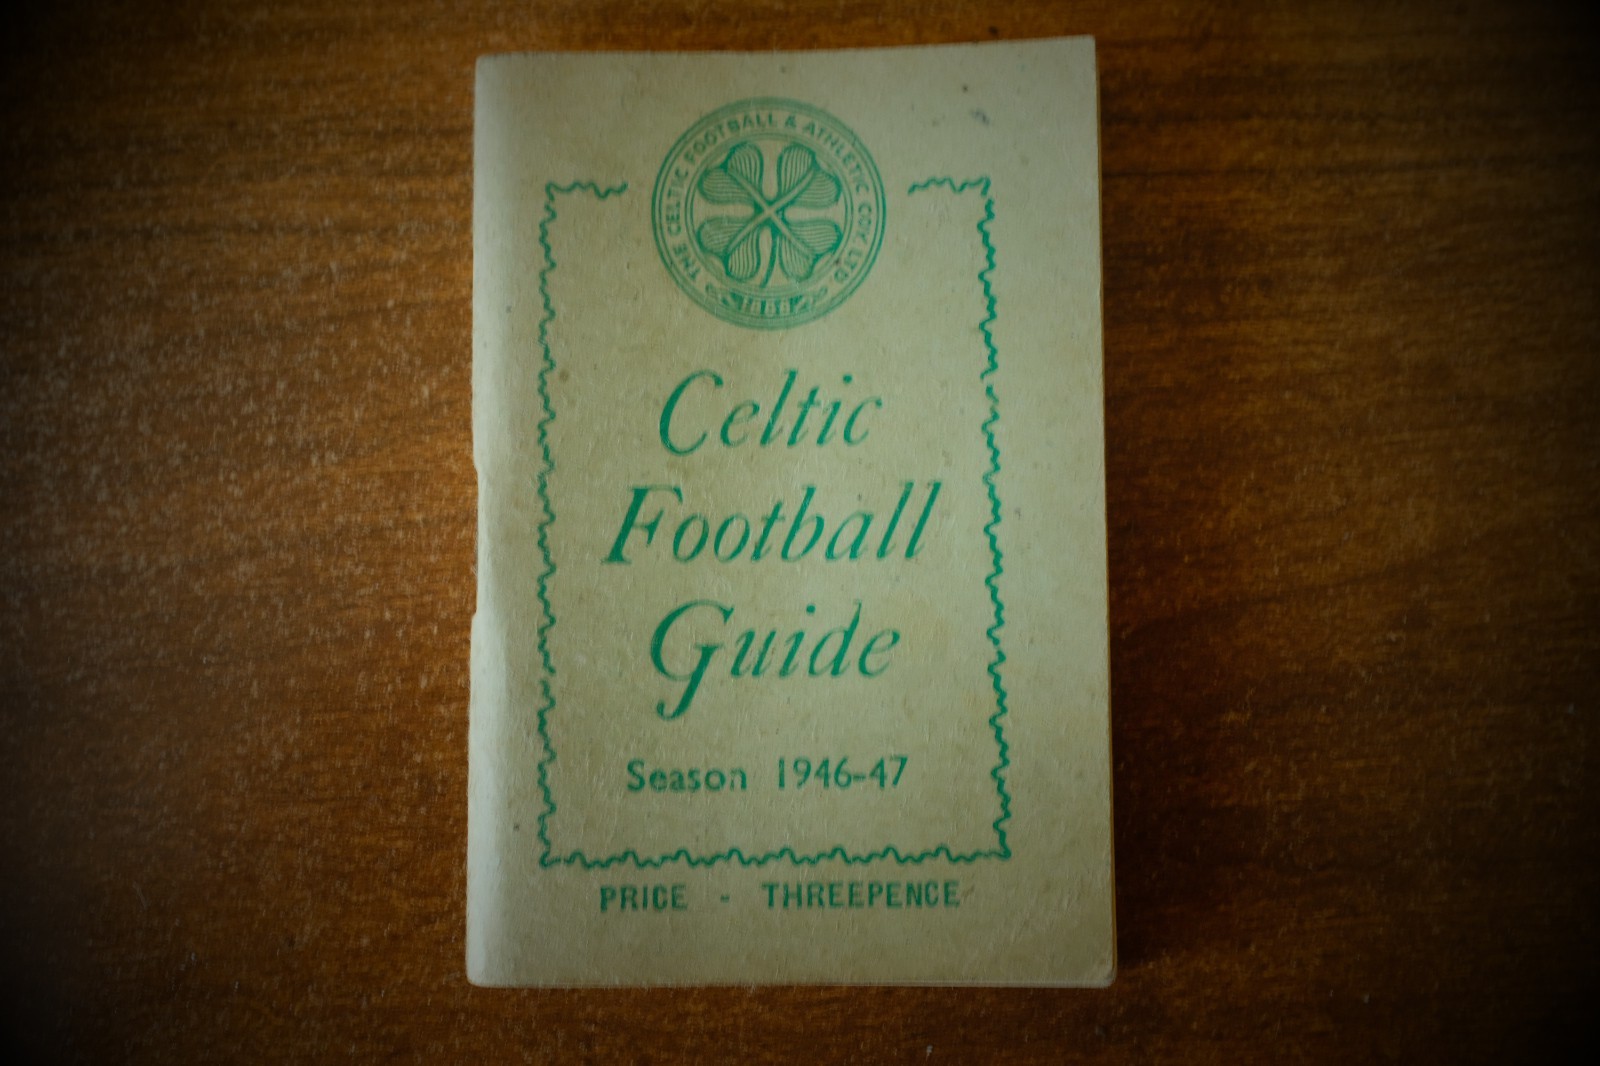 THE CELTIC FOOTBALL & ATHLETIC COY LTD
1888
Celtic
Football
Guide
Season 1946-47
PRICE - THREEPENCE